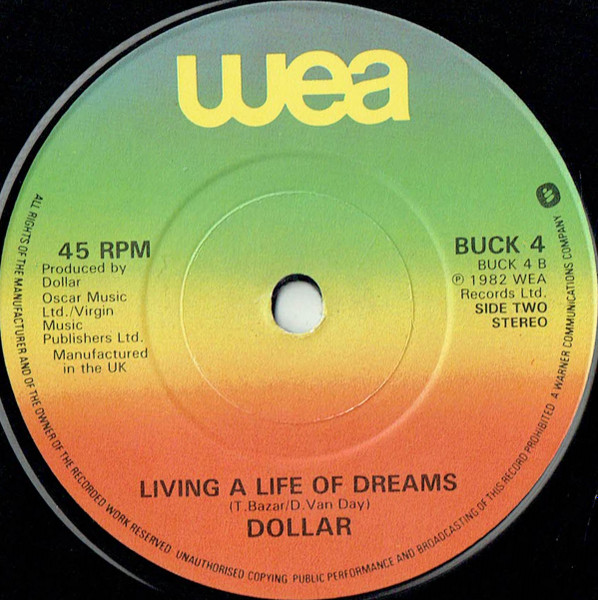 wea
45 RPM
Produced by
Dollar
Oscar Music
Ltd./Virgin
Music
Publishers Ltd.
Manufactured
in the UK
BUCK 4
BUCK 4 B
℗ 1982 WEA
Records Ltd.
SIDE TWO
STEREO
LIVING A LIFE OF DREAMS
(T.Bazar/D.Van Day)
DOLLAR
ALL RIGHTS OF THE MANUFACTURER AND OF THE OWNER OF THE RECORDED WORK RESERVED. UNAUTHORISED COPYING PUBLIC PERFORMANCE AND BROADCASTING OF THIS RECORD PROHIBITED A WARNER COMMUNICATIONS COMPANY